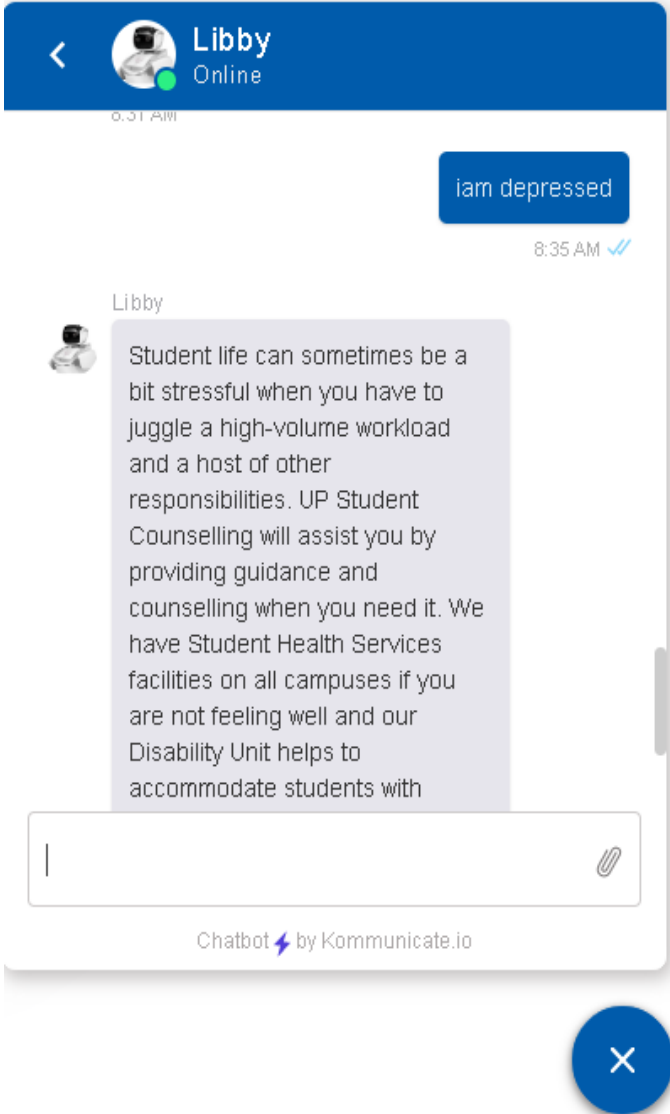 Libby
Online
8:31 AM
iam depressed
8:35 AM
Libby
Student life can sometimes be a
bit stressful when you have to
juggle a high-volume workload
and a host of other
responsibilities. UP Student
Counselling will assist you by
providing guidance and
counselling when you need it. We
have Student Health Services
facilities on all campuses if you
are not feeling well and our
Disability Unit helps to
accommodate students with
Chatbot by Kommunicate.io